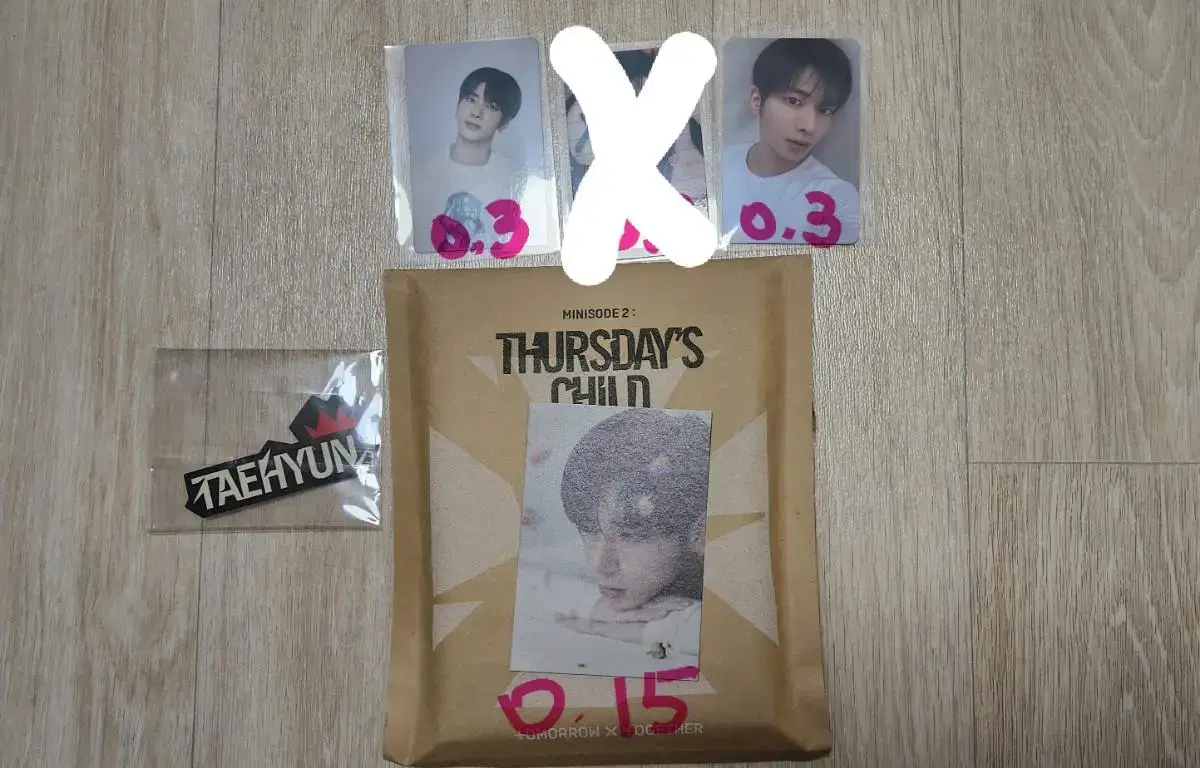 0.3
0.3
MINISODE 2:
THURSDAY'S
CHILD
TAEHYUN
0.15
TOMORROW X TOGETHER